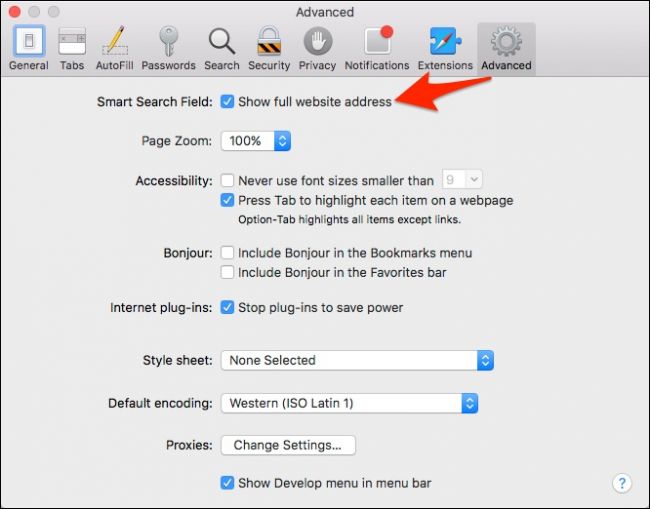 Advanced
General Tabs AutoFill Passwords Search Security Privacy Notifications Extensions Advanced
Smart Search Field: Show full website address
Page Zoom: 100%
Accessibility: Never use font sizes smaller than 9
Press Tab to highlight each item on a webpage
Option-Tab highlights all items except links.
Bonjour: Include Bonjour in the Bookmarks menu
Include Bonjour in the Favorites bar
Internet plug-ins: Stop plug-ins to save power
Style sheet: None Selected
Default encoding: Western (ISO Latin 1)
Proxies: Change Settings...
Show Develop menu in menu bar ?